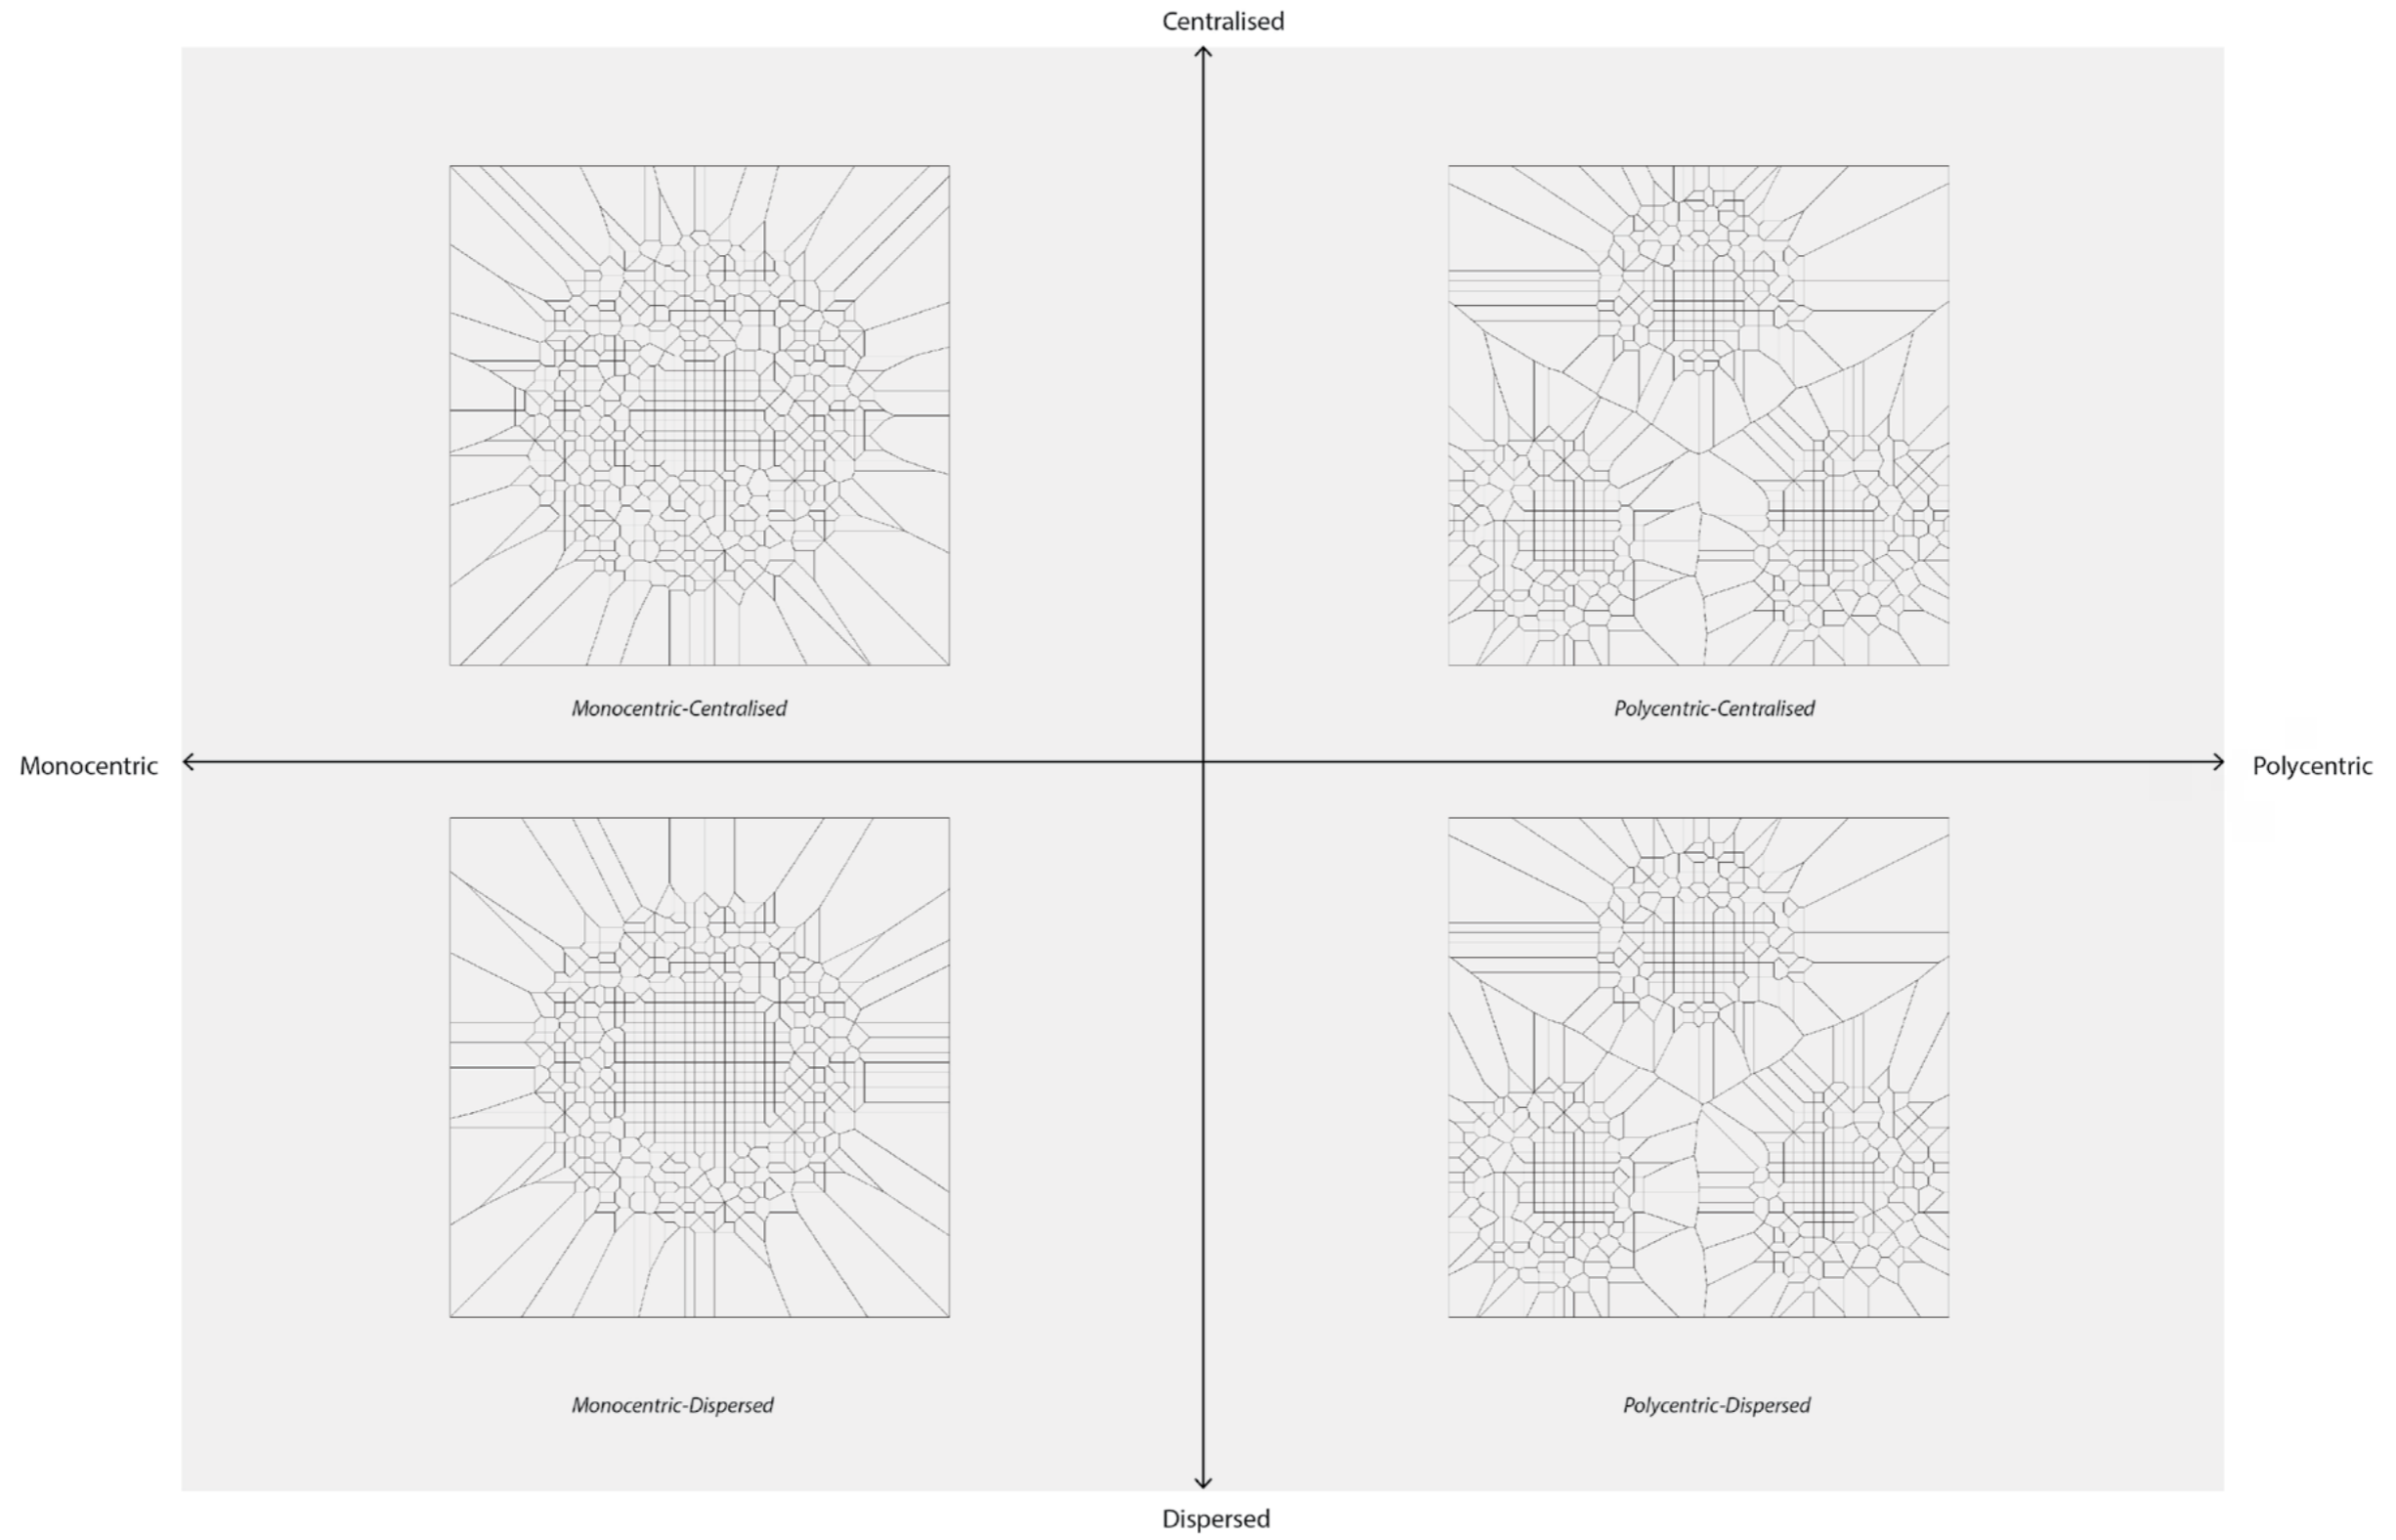 Centralised
Monocentric-Centralised
Polycentric-Centralised
Monocentric
Polycentric
Monocentric-Dispersed
Polycentric-Dispersed
Dispersed